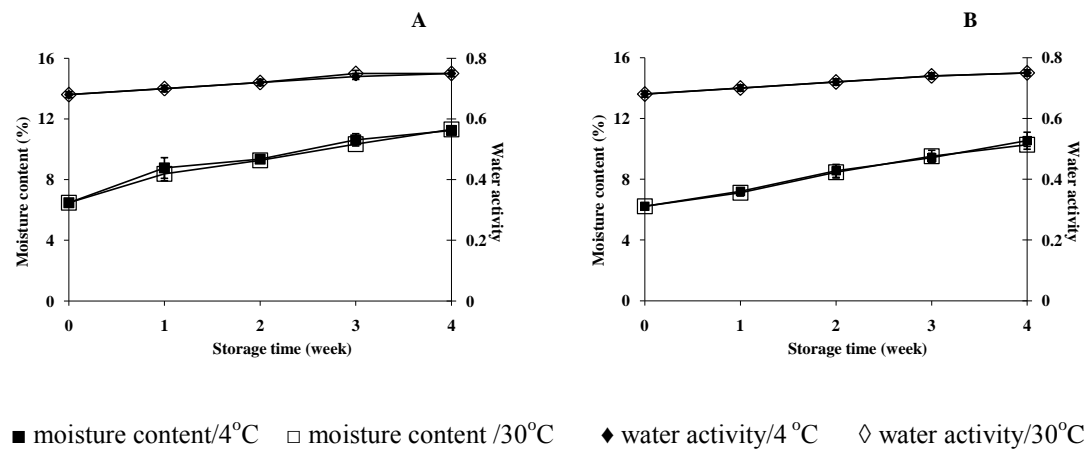 A
16
12
8
4
0
Moisture content (%)
0.8
0.6
0.4
0.2
0
Water activity
0 1 2 3 4
Storage time (week)
B
16
12
8
4
0
Moisture content (%)
0.8
0.6
0.4
0.2
0
Water activity
0 1 2 3 4
Storage time (week)
■ moisture content/4°C □ moisture content /30°C ◆ water activity/4 °C ◇ water activity/30°C